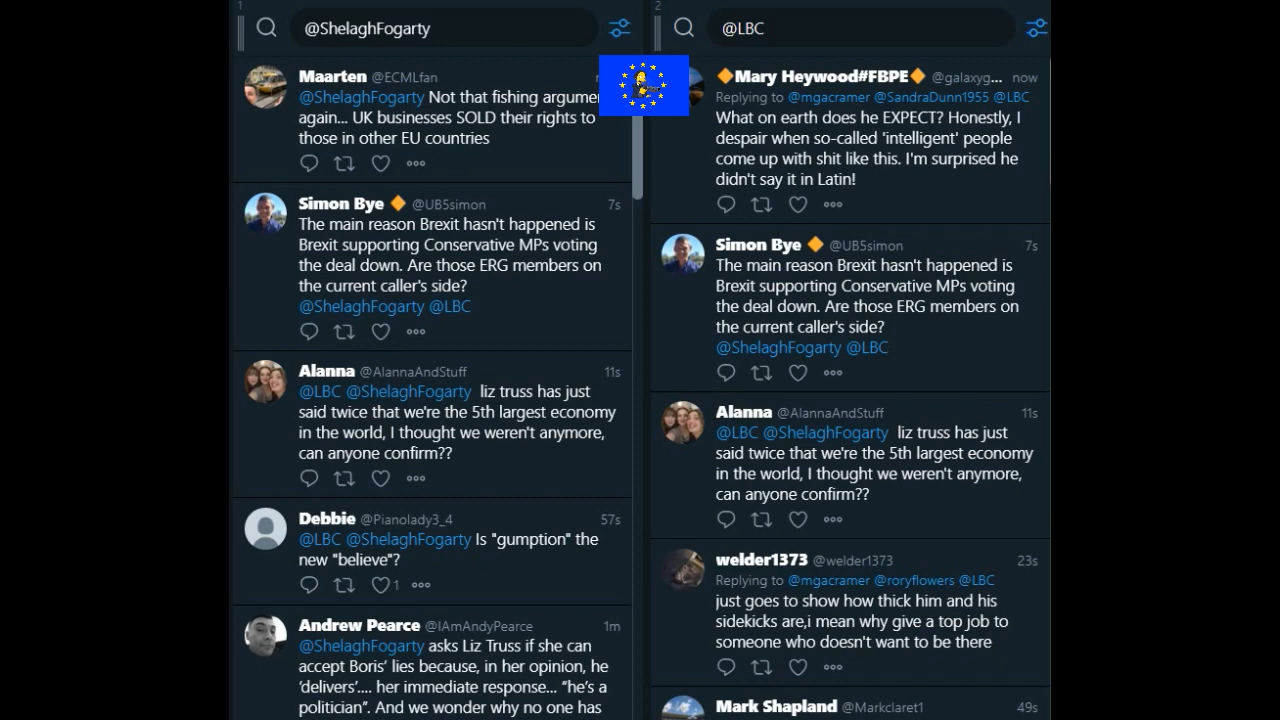 1
@ShelaghFogarty
Maarten @ECMLfan
@ShelaghFogarty Not that fishing argume
again... UK businesses SOLD their rights to
those in other EU countries
Simon Bye @UB5simon 7s
The main reason Brexit hasn't happened is
Brexit supporting Conservative MPs voting
the deal down. Are those ERG members on
the current caller's side?
@ShelaghFogarty @LBC
Alanna @AlannaAndStuff 11s
@LBC @ShelaghFogarty liz truss has just
said twice that we're the 5th largest economy
in the world, I thought we weren't anymore,
can anyone confirm??
Debbie @Pianolady3_4 57s
@LBC @ShelaghFogarty Is "gumption" the
new "believe"?
1
Andrew Pearce @IAmAndyPearce 1m
@ShelaghFogarty asks Liz Truss if she can
accept Boris’ lies because, in her opinion, he
‘delivers’.... her immediate response... “he’s a
politician”. And we wonder why no one has
2
@LBC
Mary Heywood#FBPE @galaxyg... now
Replying to @mgacramer @SandraDunn1955 @LBC
What on earth does he EXPECT? Honestly, I
despair when so-called 'intelligent' people
come up with shit like this. I'm surprised he
didn't say it in Latin!
Simon Bye @UB5simon 7s
The main reason Brexit hasn't happened is
Brexit supporting Conservative MPs voting
the deal down. Are those ERG members on
the current caller's side?
@ShelaghFogarty @LBC
Alanna @AlannaAndStuff 11s
@LBC @ShelaghFogarty liz truss has just
said twice that we're the 5th largest economy
in the world, I thought we weren't anymore,
can anyone confirm??
welder1373 @welder1373 23s
Replying to @mgacramer @roryflowers @LBC
just goes to show how thick him and his
sidekicks are,i mean why give a top job to
someone who doesn't want to be there
Mark Shapland @Markclaret1 49s